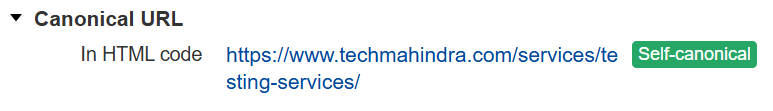 Canonical URL
In HTML code https://www.techmahindra.com/services/te Self-canonical
sting-services/